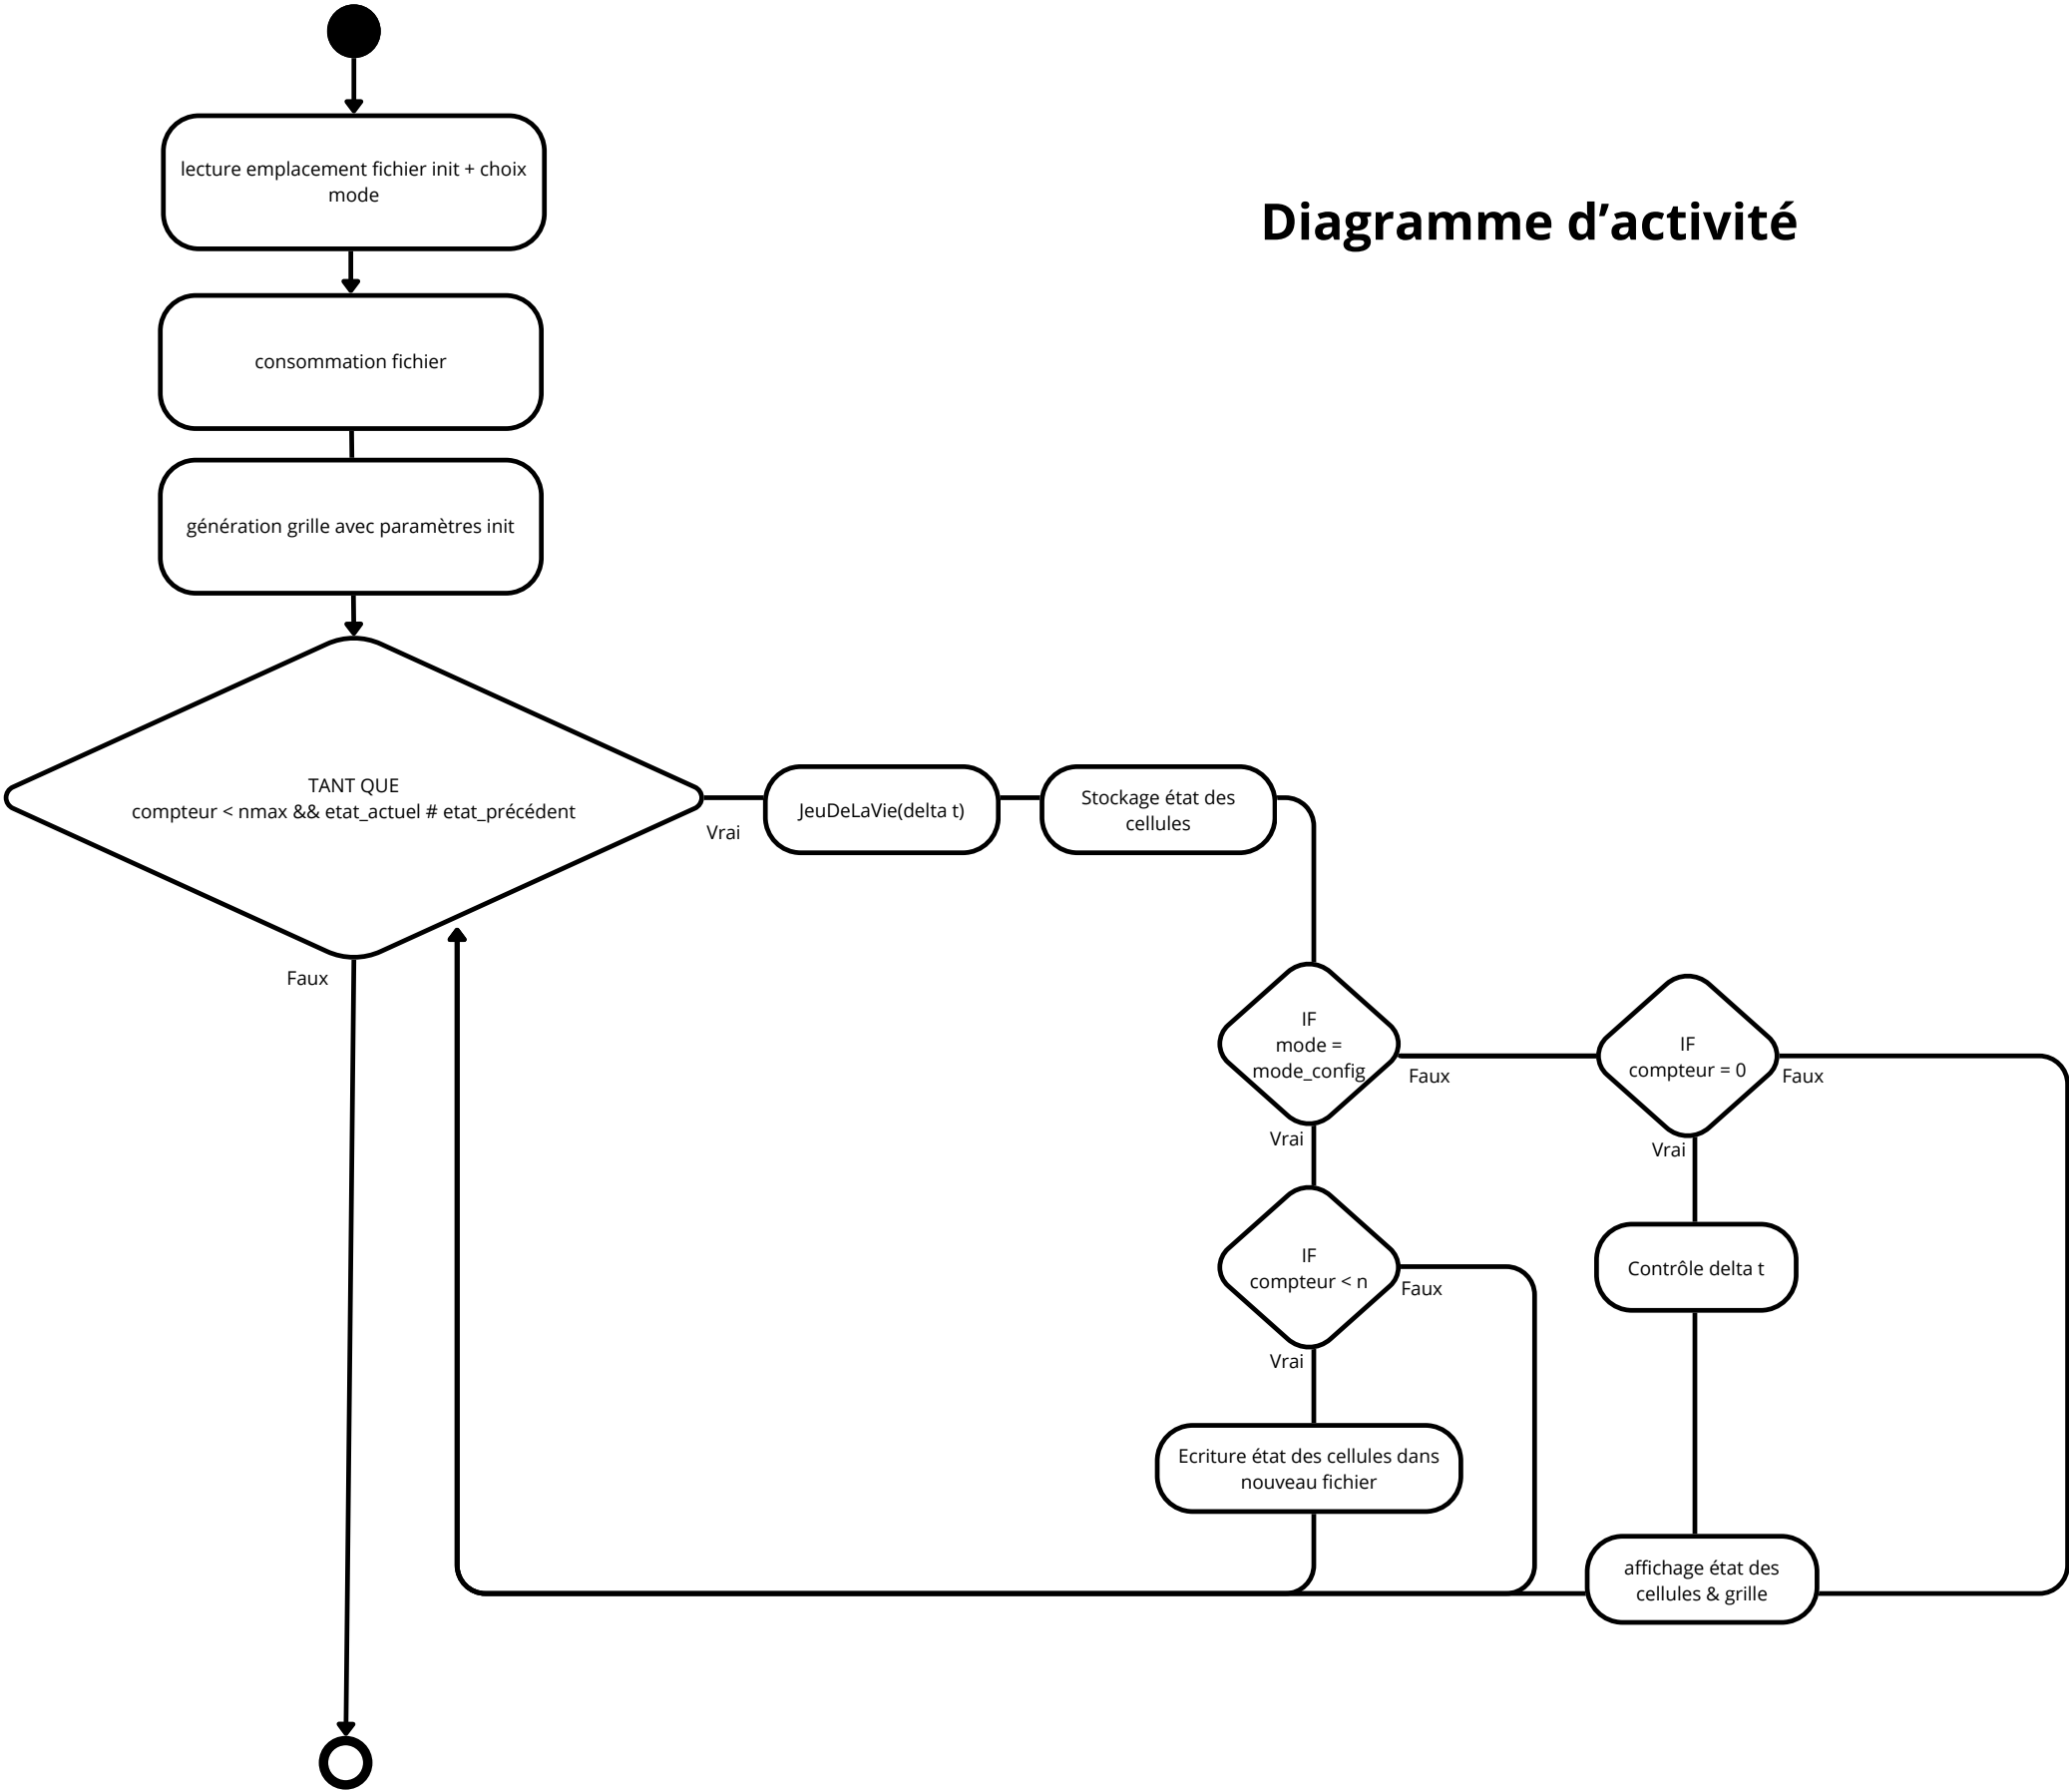 Diagramme d’activité
lecture emplacement fichier init + choix
mode
consommation fichier
génération grille avec paramètres init
TANT QUE
compteur < nmax && etat_actuel # etat_précédent
Vrai
Faux
JeuDeLaVie(delta t)
Stockage état des
cellules
IF
mode =
mode_config
Faux
Vrai
IF
compteur = 0
Faux
Vrai
IF
compteur < n
Faux
Vrai
Contrôle delta t
Ecriture état des cellules dans
nouveau fichier
affichage état des
cellules & grille